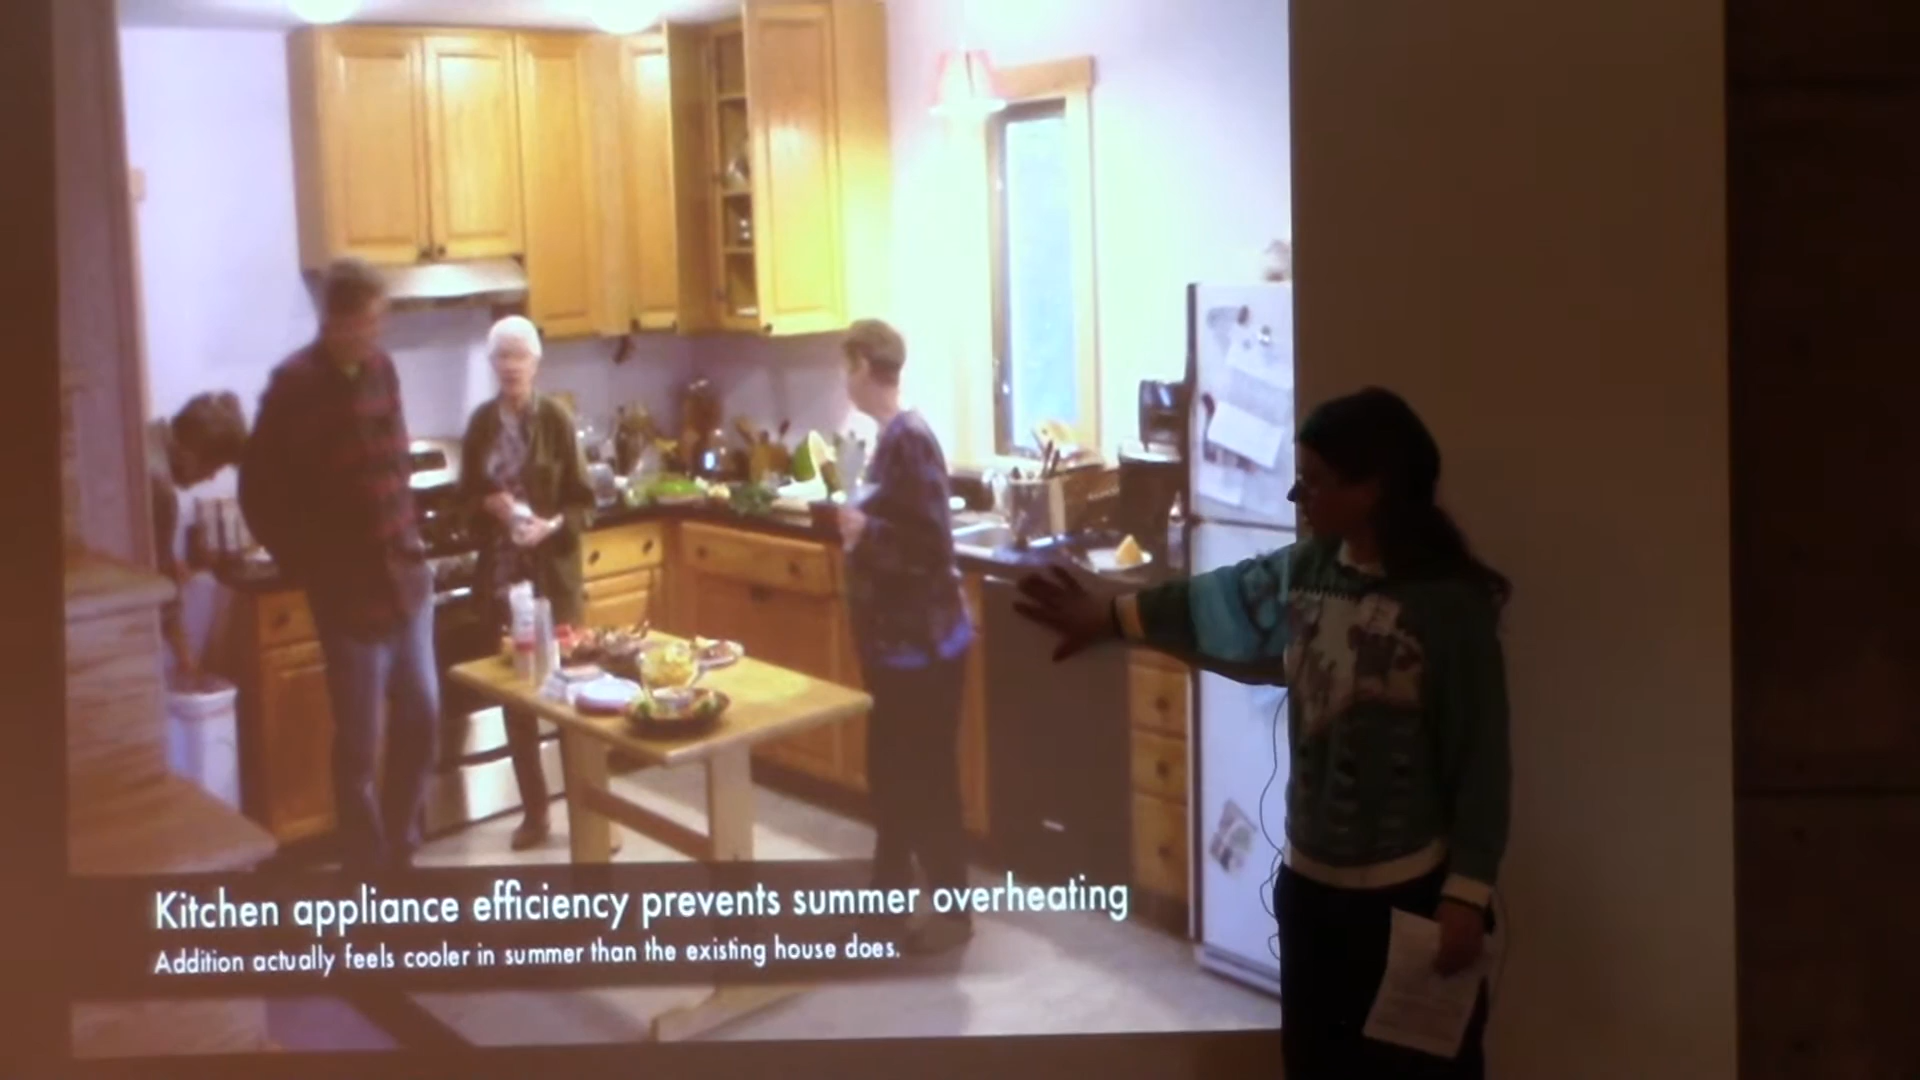 Kitchen appliance efficiency prevents summer overheating
Addition actually feels cooler in summer than the existing house does.